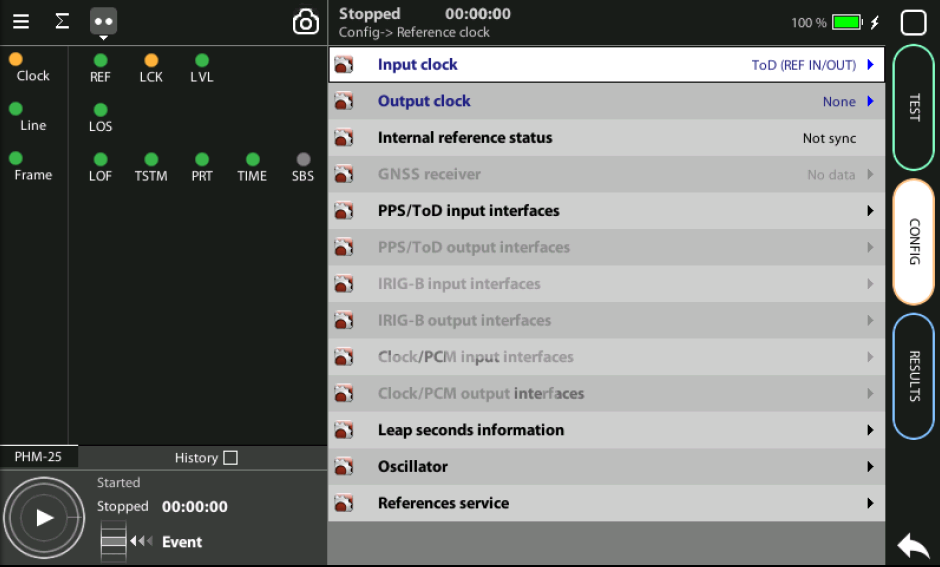 Σ
Stopped 00:00:00
Config-> Reference clock
100 %
Clock REF LCK LVL
Line LOS
Frame LOF TSTM PRT TIME SBS
Input clock ToD (REF IN/OUT)
Output clock None
Internal reference status Not sync
GNSS receiver No data
PPS/ToD input interfaces
PPS/ToD output interfaces
IRIG-B input interfaces
IRIG-B output interfaces
Clock/PCM input interfaces
Clock/PCM output interfaces
Leap seconds information
Oscillator
References service
TEST
CONFIG
RESULTS
PHM-25 History
Started
Stopped 00:00:00
Event